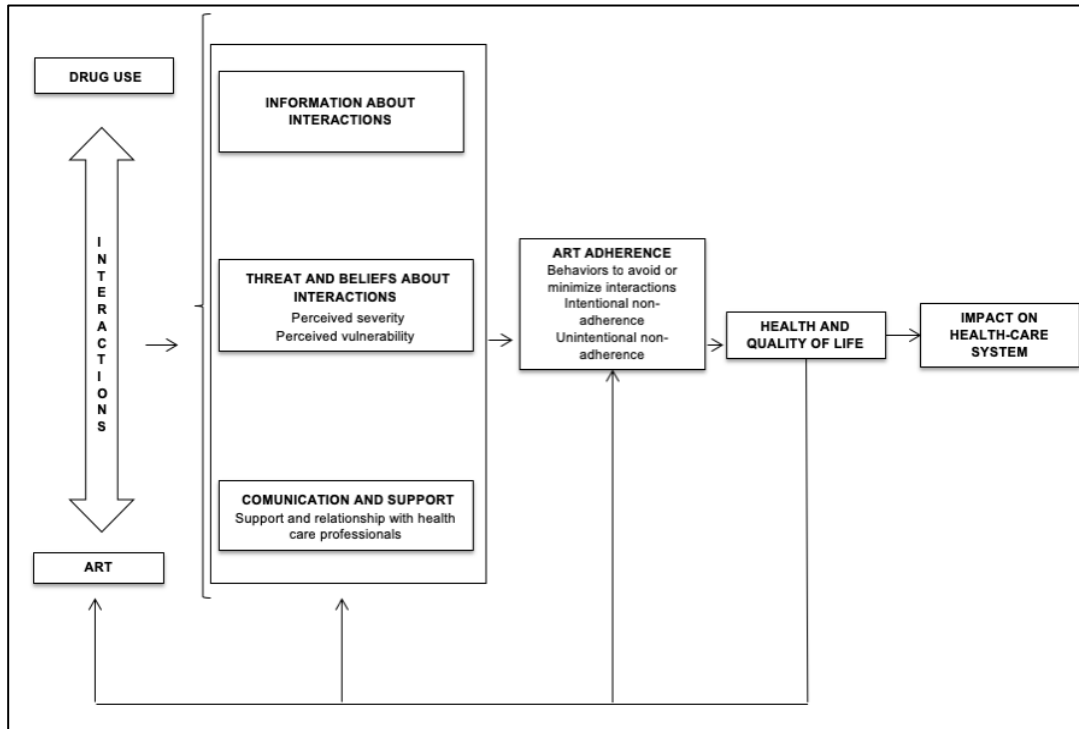 DRUG USE
INTERACTIONS
ART
INFORMATION ABOUT
INTERACTIONS
THREAT AND BELIEFS ABOUT
INTERACTIONS
Perceived severity
Perceived vulnerability
COMUNICATION AND SUPPORT
Support and relationship with health
care professionals
ART ADHERENCE
Behaviors to avoid or
minimize interactions
Intentional non-
adherence
Unintentional non-
adherence
HEALTH AND
QUALITY OF LIFE
IMPACT ON
HEALTH-CARE
SYSTEM